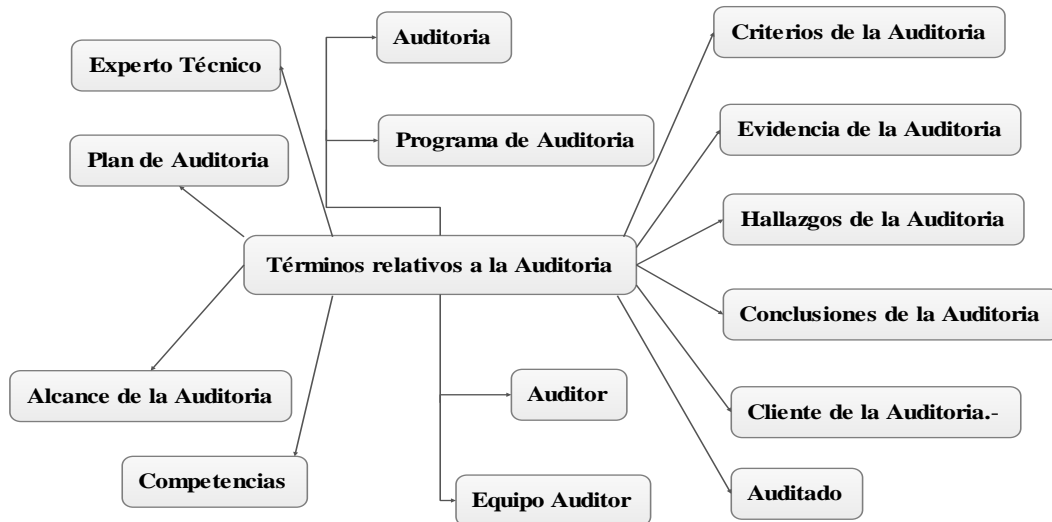 Auditoria
Criterios de la Auditoria
Experto Técnico
Evidencia de la Auditoria
Programa de Auditoria
Plan de Auditoria
Hallazgos de la Auditoria
Términos relativos a la Auditoria
Conclusiones de la Auditoria
Alcance de la Auditoria
Auditor
Cliente de la Auditoria.-
Competencias
Equipo Auditor
Auditado